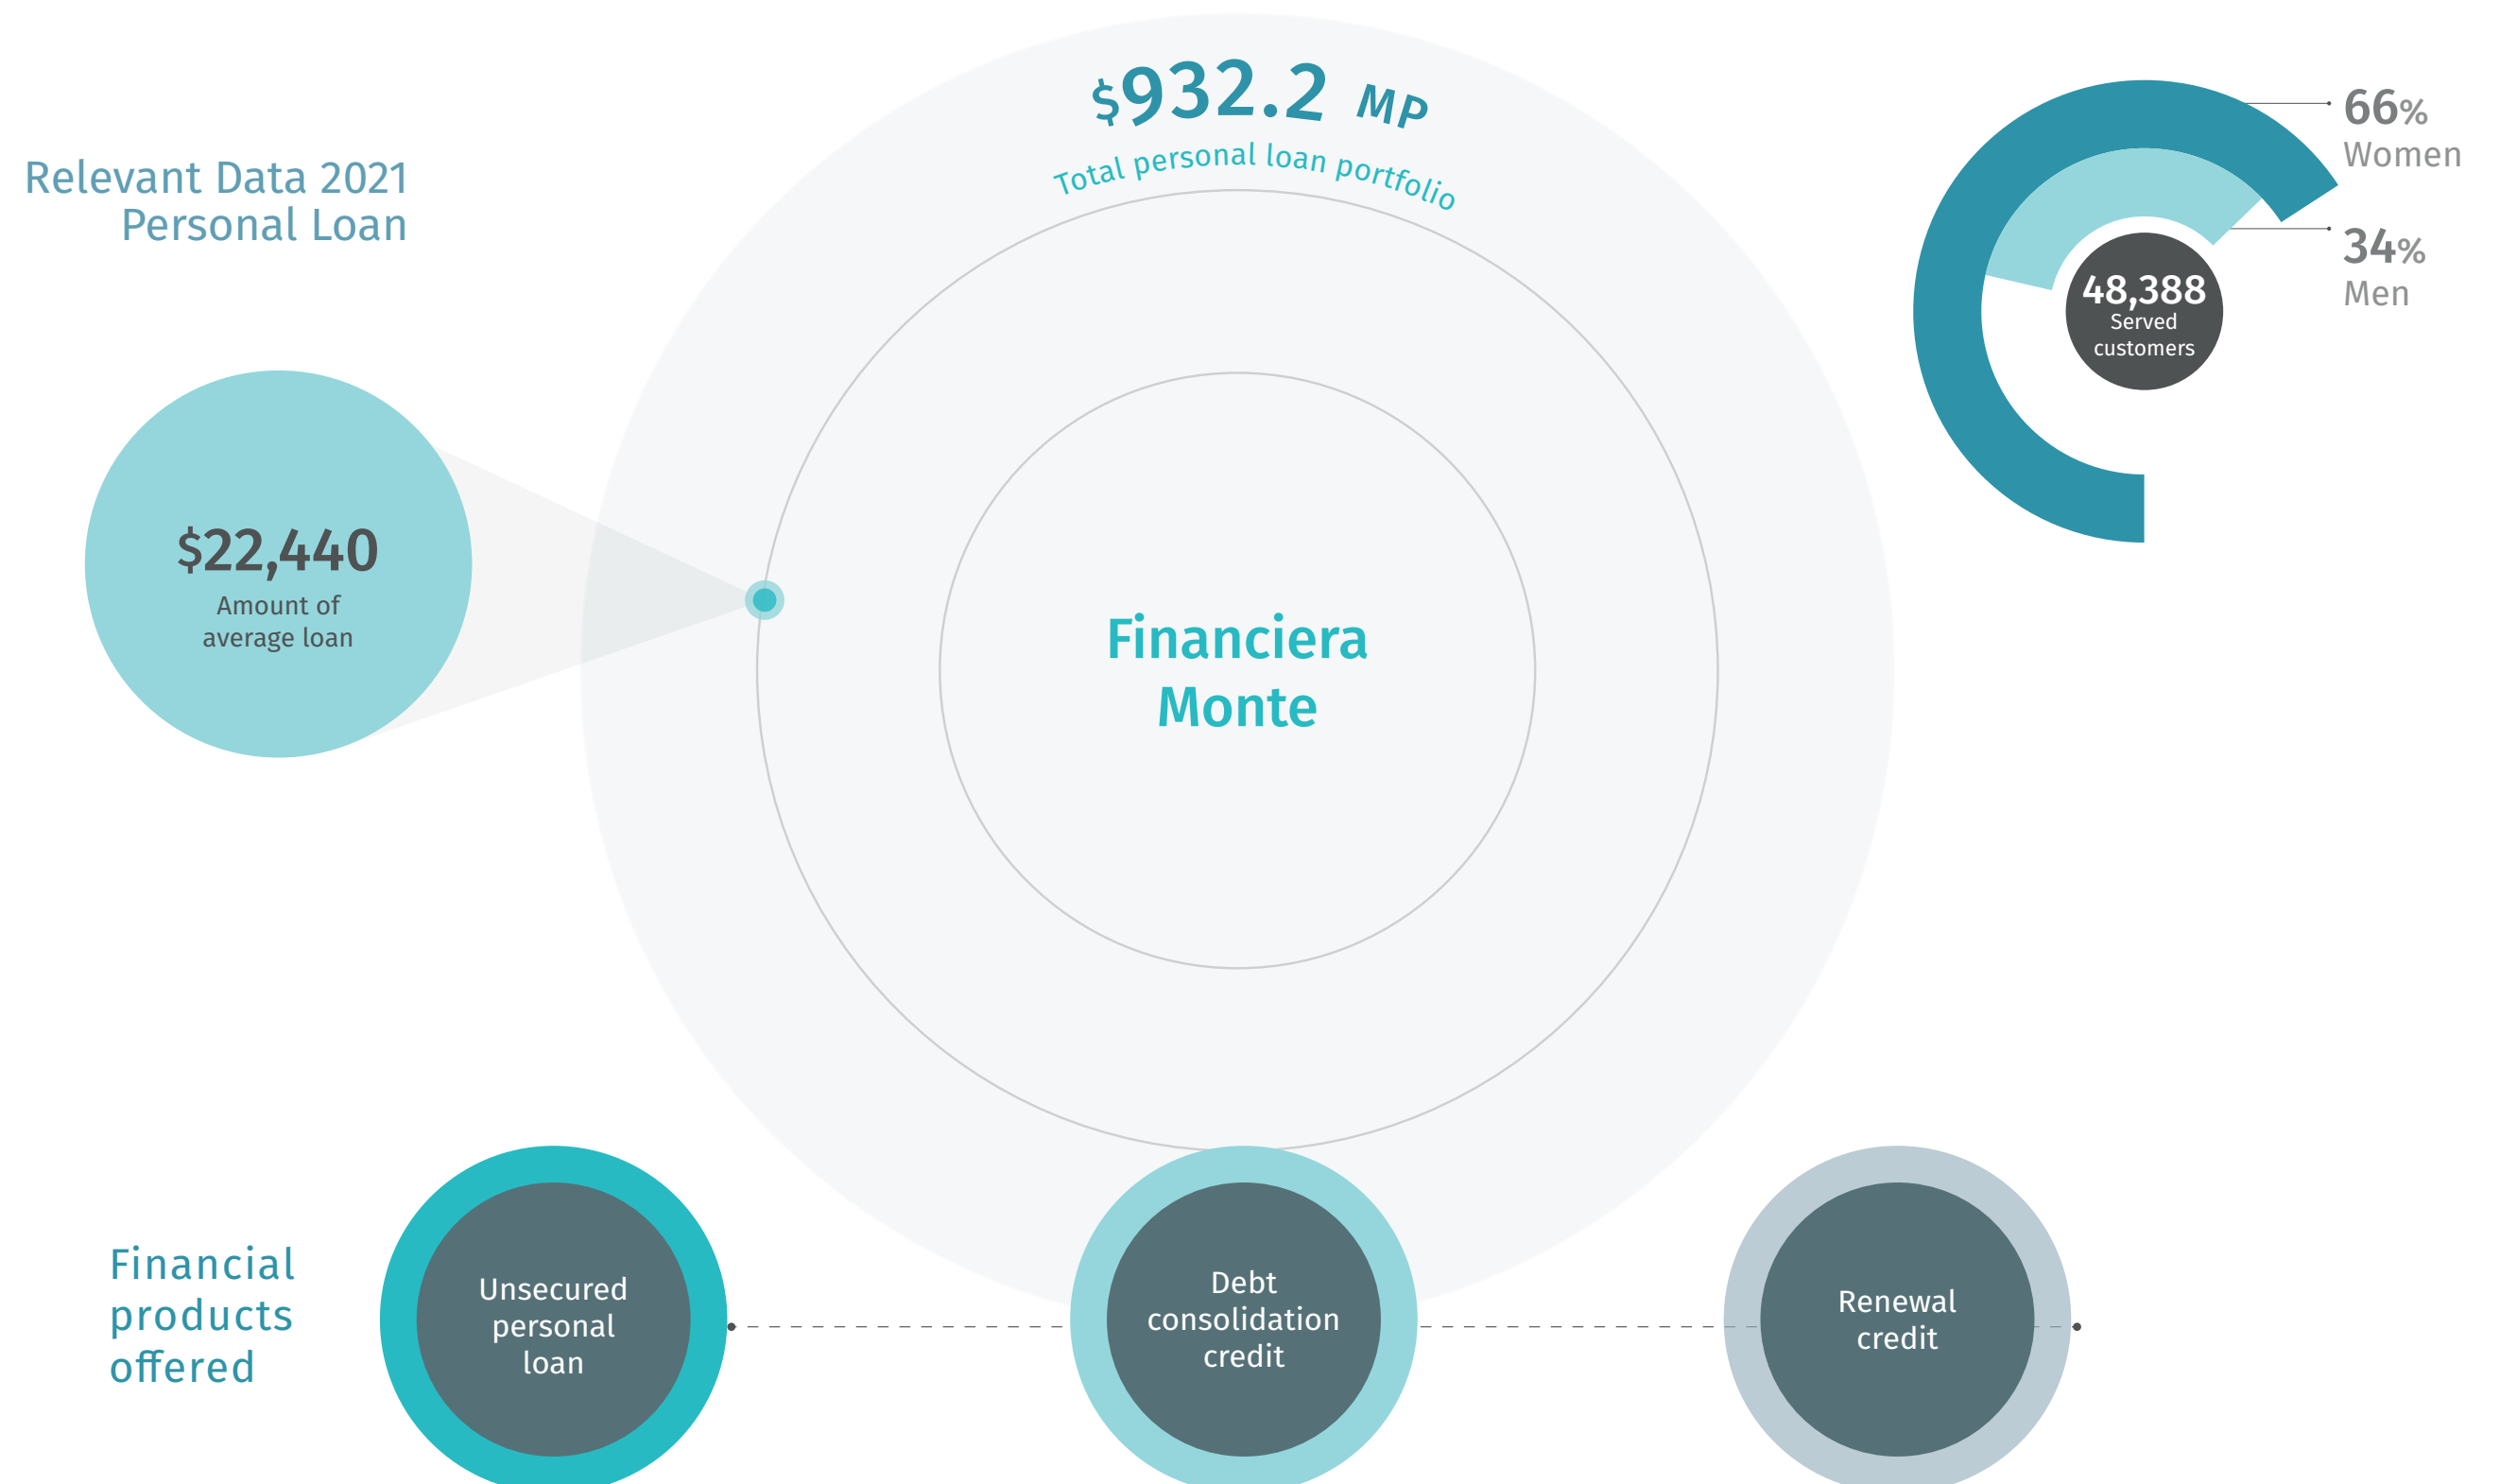 Relevant Data 2021
Personal Loan
$932.2 MP
Total personal loan portfolio
66%
Women
34%
Men
48,388
Served
customers
$22,440
Amount of
average loan
Financiera
Monte
Financial
products
offered
Unsecured
personal
loan
Debt
consolidation
credit
Renewal
credit